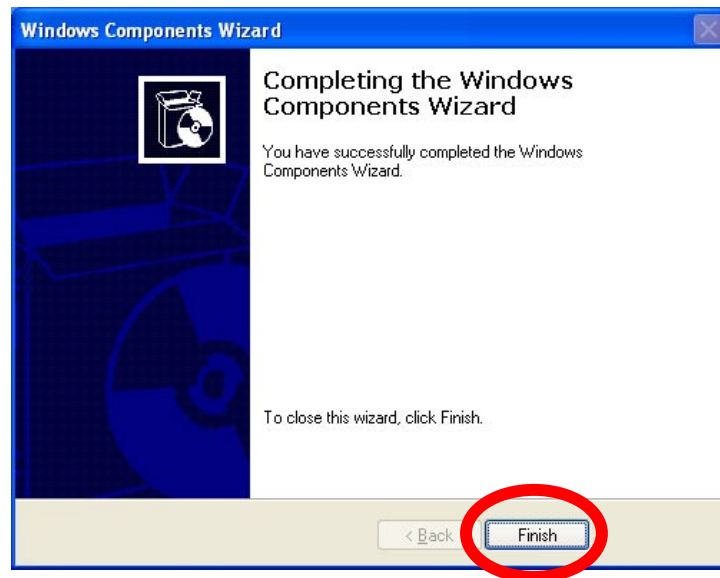 Windows Components Wizard
Completing the Windows
Components Wizard
You have successfully completed the Windows
Components Wizard.
To close this wizard, click Finish.
< Back
Finish